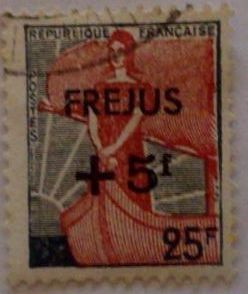 REPUBLIQUE FRANÇAISE
POSTES
FREJUS
+5f
25F